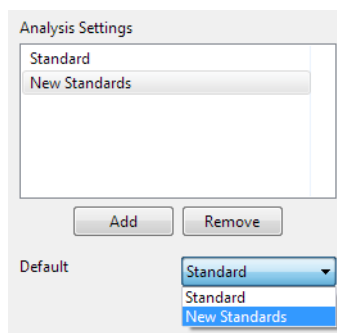 Analysis Settings
Standard
New Standards
Add Remove
Default Standard
Standard
New Standards